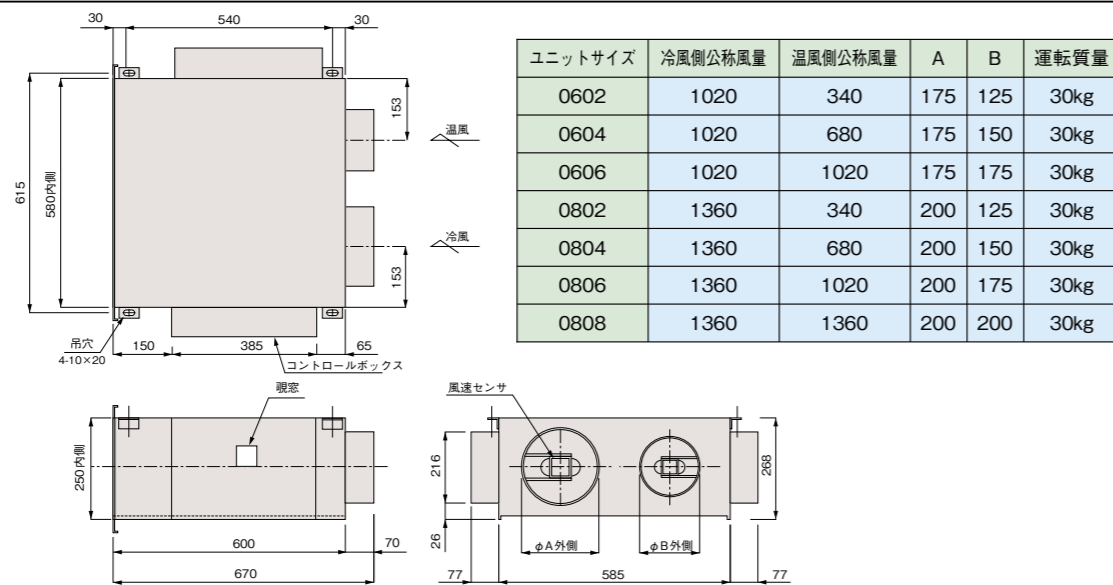 30 540 30
615
580内側
153
温風
冷風
153
吊穴
4-10×20
150 385 65
コントロールボックス
ユニットサイズ 冷風側公称風量 温風側公称風量 A B 運転質量
0602 1020 340 175 125 30kg
0604 1020 680 175 150 30kg
0606 1020 1020 175 175 30kg
0802 1360 340 200 125 30kg
0804 1360 680 200 150 30kg
0806 1360 1020 200 175 30kg
0808 1360 1360 200 200 30kg
覗窓
250内側
600 70
670
風速センサ
216
26
268
φA外側 φB外側
77 585 77